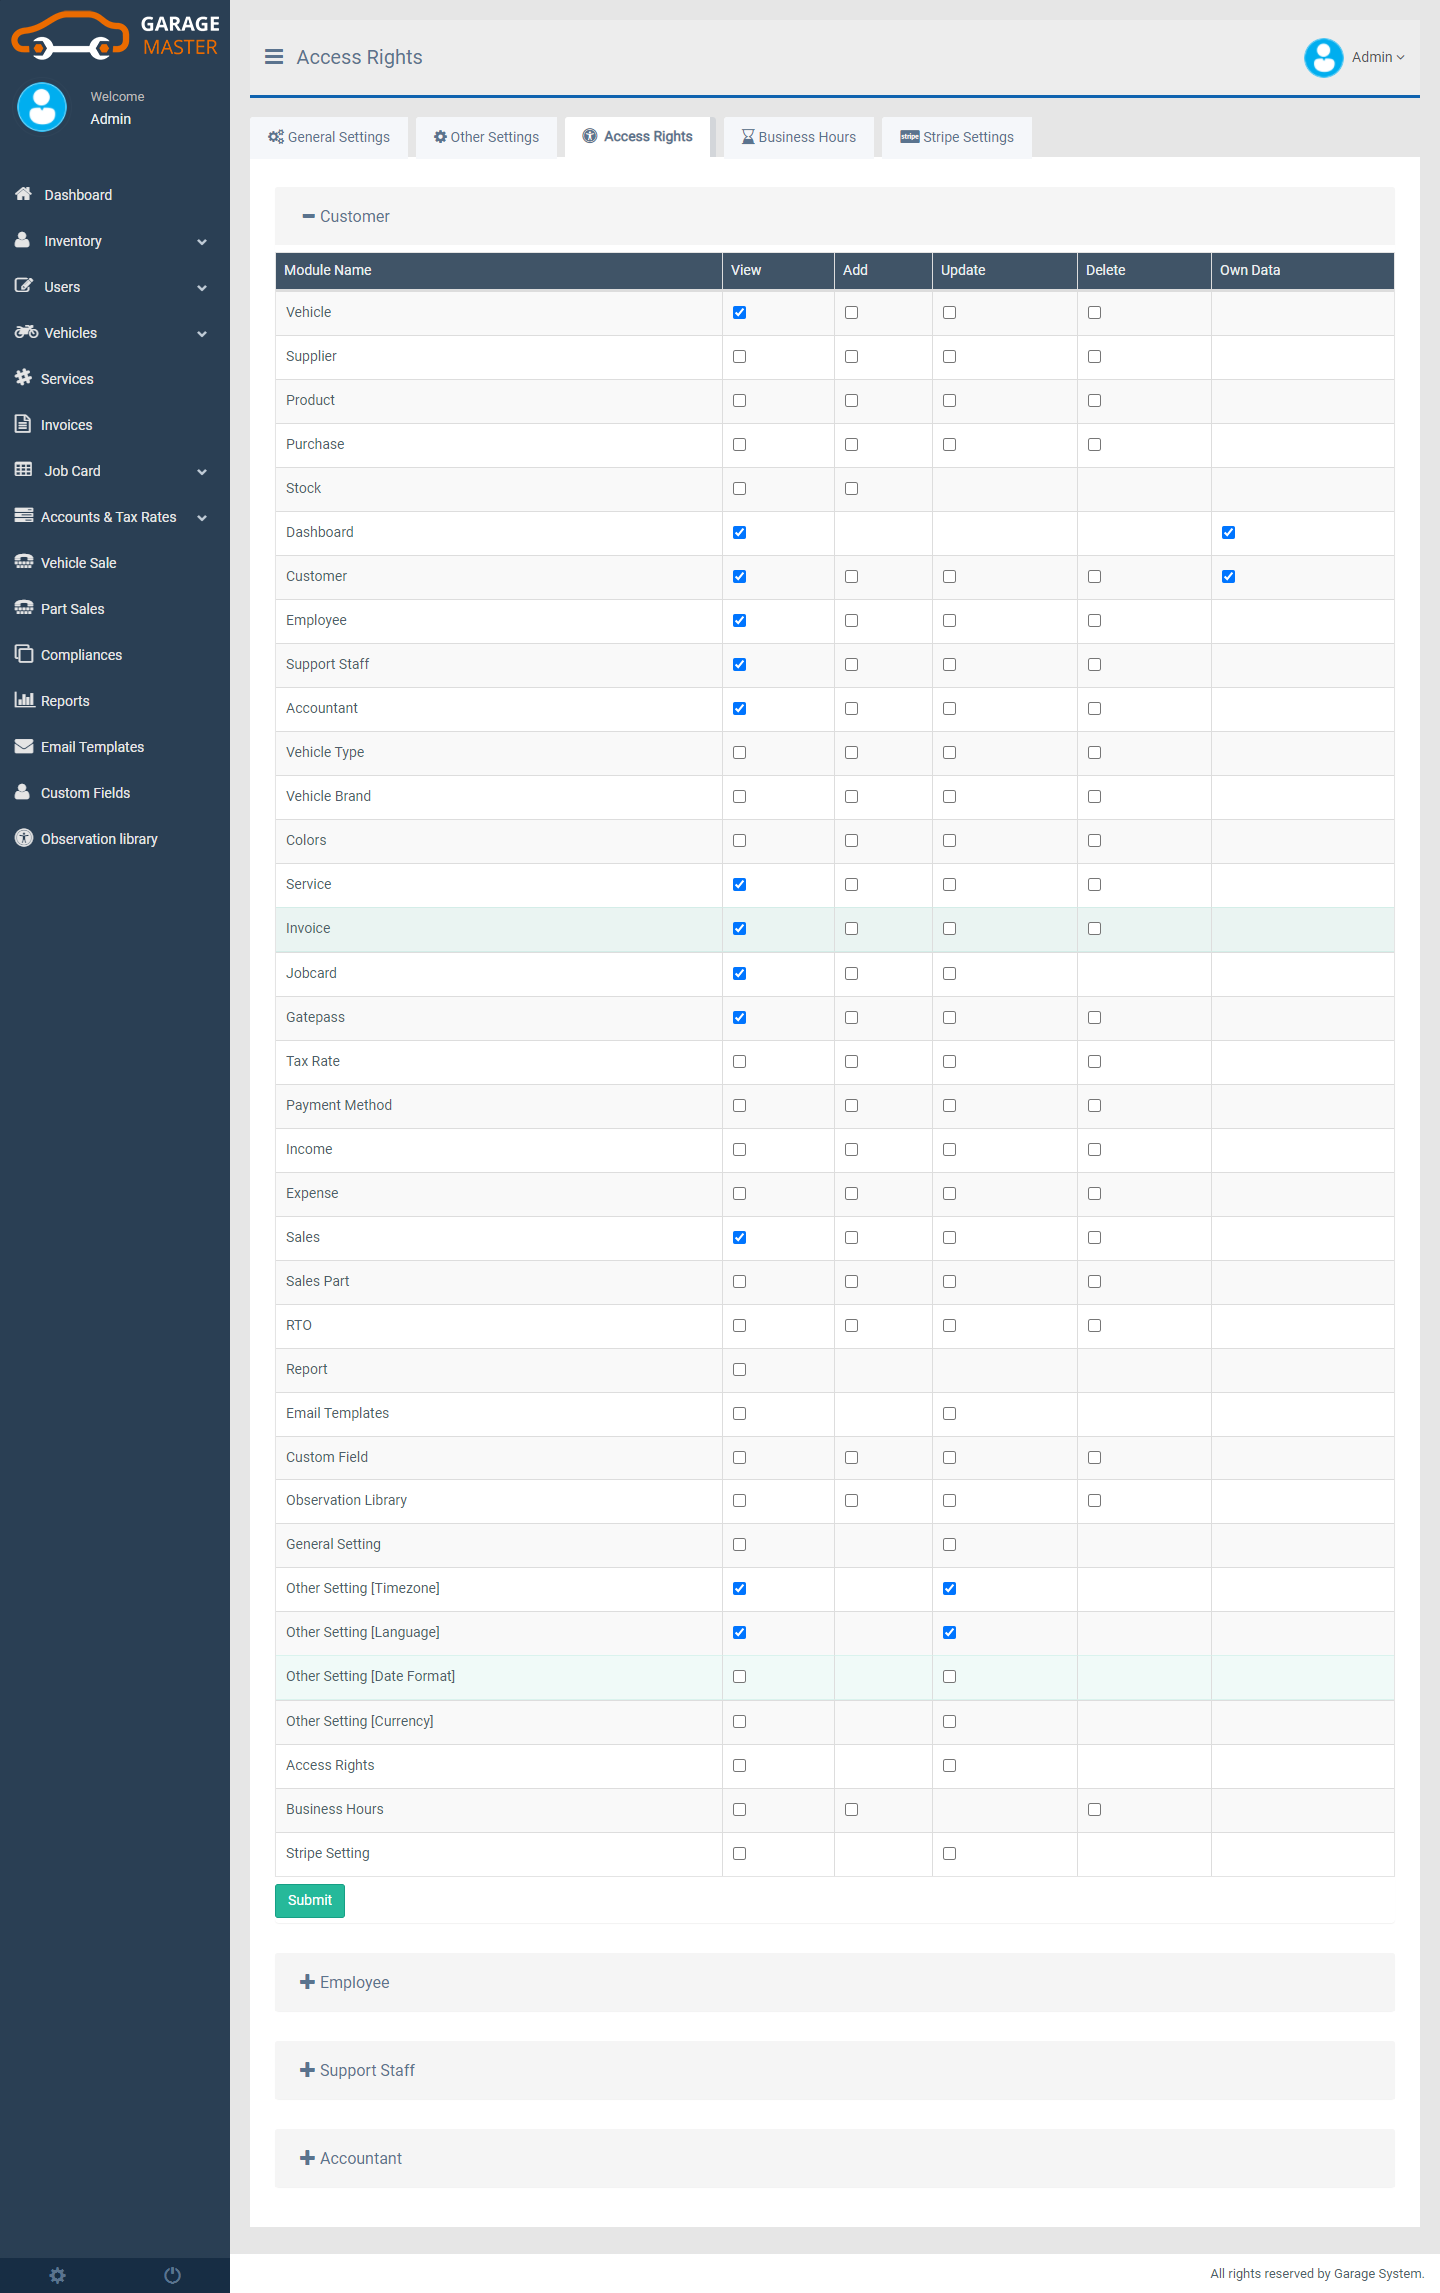 GARAGE
MASTER
Welcome
Admin
Dashboard
Inventory
Users
Vehicles
Services
Invoices
Job Card
Accounts & Tax Rates
Vehicle Sale
Part Sales
Compliances
Reports
Email Templates
Custom Fields
Observation library
Access Rights
Admin
General Settings
Other Settings
Access Rights
Business Hours
stripe Stripe Settings
Customer
Module Name View Add Update Delete Own Data
Vehicle
Supplier
Product
Purchase
Stock
Dashboard
Customer
Employee
Support Staff
Accountant
Vehicle Type
Vehicle Brand
Colors
Service
Invoice
Jobcard
Gatepass
Tax Rate
Payment Method
Income
Expense
Sales
Sales Part
RTO
Report
Email Templates
Custom Field
Observation Library
General Setting
Other Setting [Timezone]
Other Setting [Language]
Other Setting [Date Format]
Other Setting [Currency]
Access Rights
Business Hours
Stripe Setting
Submit
Employee
Support Staff
Accountant
All rights reserved by Garage System.